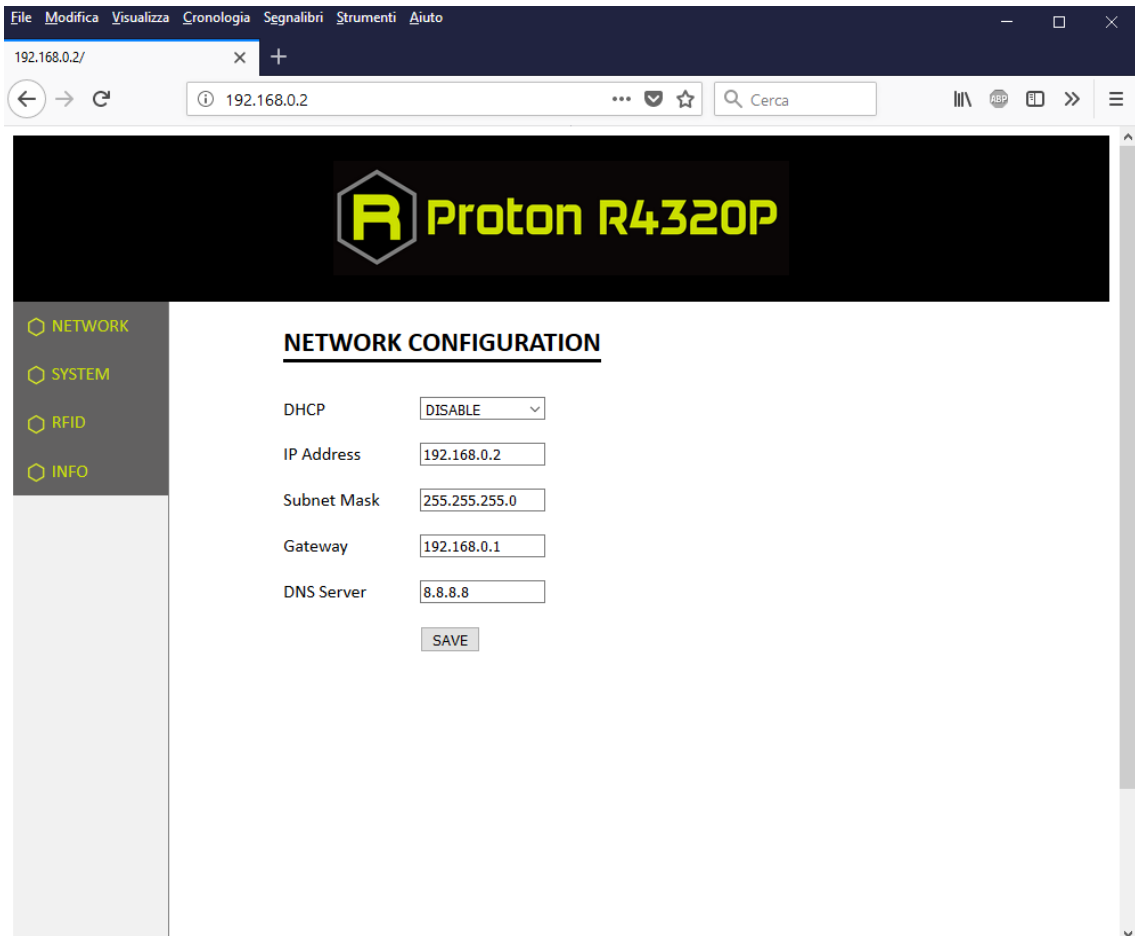 File Modifica Visualizza Cronologia Segnalibri Strumenti Aiuto
192.168.0.2/
192.168.0.2
Cerca
ABP
R Proton R4320P
NETWORK
SYSTEM
RFID
INFO
NETWORK CONFIGURATION
DHCP DISABLE
IP Address 192.168.0.2
Subnet Mask 255.255.255.0
Gateway 192.168.0.1
DNS Server 8.8.8.8
SAVE